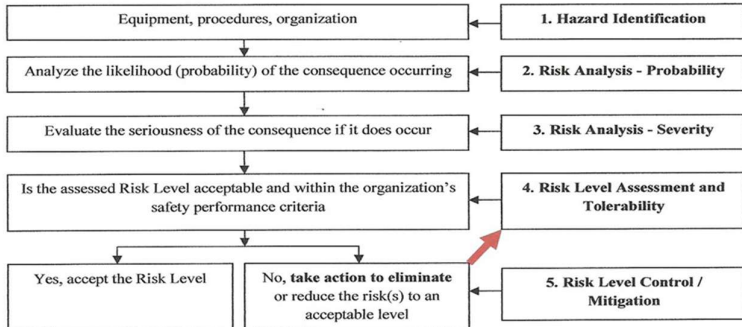 Equipment, procedures, organization
1. Hazard Identification
Analyze the likelihood (probability) of the consequence occurring
2. Risk Analysis - Probability
Evaluate the seriousness of the consequence if it does occur
3. Risk Analysis - Severity
Is the assessed Risk Level acceptable and within the organization's
safety performance criteria
4. Risk Level Assessment and
Tolerability
Yes, accept the Risk Level
No, take action to eliminate
or reduce the risk(s) to an
acceptable level
5. Risk Level Control /
Mitigation